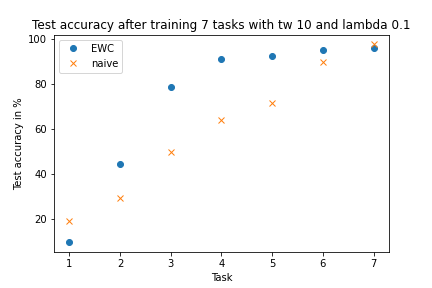 Test accuracy after training 7 tasks with tw 10 and lambda 0.1
EWC
naive
Test accuracy in %
100
80
60
40
20
1 2 3 4 5 6 7
Task